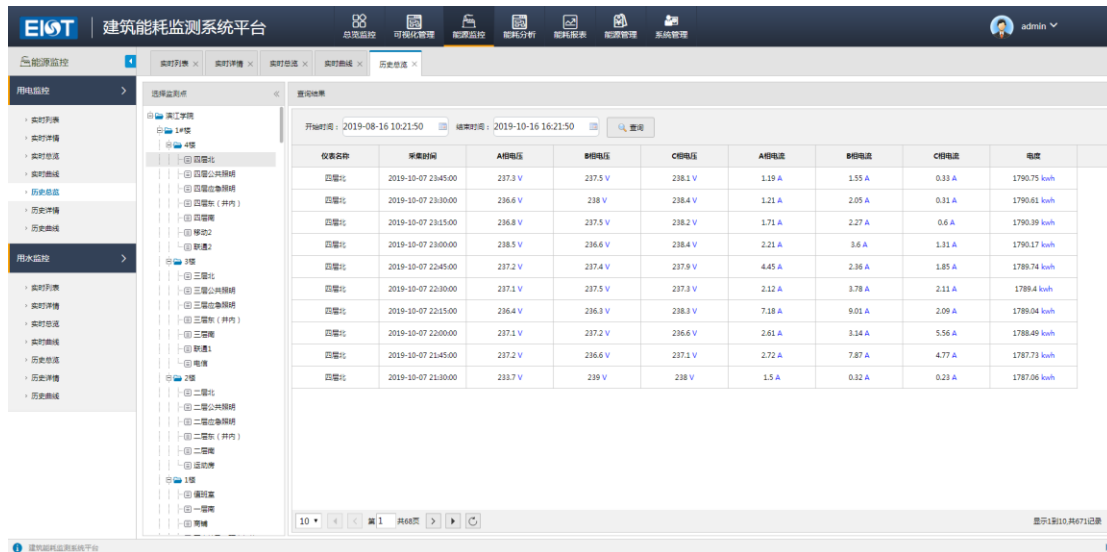 EIOT 建筑能耗监测系统平台
总览监控 可视化管理 能源监控 能耗分析 能耗报表 能源管理 系统管理
admin
能源监控
实时列表 × 实时详情 × 实时总览 × 实时曲线 × 历史总览 ×
用电监控
实时列表
实时详情
实时总览
实时曲线
历史总览
历史详情
历史曲线
用水监控
实时列表
实时详情
实时总览
实时曲线
历史总览
历史详情
历史曲线
选择监测点
滨江学院
1#楼
4楼
四层北
四层公共照明
四层应急照明
四层东(井内)
四层南
移动2
联通2
3楼
三层北
三层公共照明
三层应急照明
三层东(井内)
三层南
联通1
电信
2楼
二层北
二层公共照明
二层应急照明
二层东(井内)
二层南
运动房
1楼
值班室
一层南
商铺
查询结果
开始时间: 2019-08-16 10:21:50 结束时间: 2019-10-16 16:21:50 查询
仪表名称 采集时间 A相电压 B相电压 C相电压 A相电流 B相电流 C相电流 电度
四层北 2019-10-07 23:45:00 237.3 V 237.5 V 238.1 V 1.19 A 1.55 A 0.33 A 1790.75 kwh
四层北 2019-10-07 23:30:00 236.6 V 238 V 238.4 V 1.21 A 2.05 A 0.31 A 1790.61 kwh
四层北 2019-10-07 23:15:00 236.8 V 237.5 V 238.2 V 1.71 A 2.27 A 0.6 A 1790.39 kwh
四层北 2019-10-07 23:00:00 238.5 V 236.6 V 238.4 V 2.21 A 3.6 A 1.31 A 1790.17 kwh
四层北 2019-10-07 22:45:00 237.2 V 237.4 V 237.9 V 4.45 A 2.36 A 1.85 A 1789.74 kwh
四层北 2019-10-07 22:30:00 237.1 V 237.5 V 237.3 V 2.12 A 3.78 A 2.11 A 1789.4 kwh
四层北 2019-10-07 22:15:00 236.4 V 236.3 V 238.3 V 7.18 A 9.01 A 2.09 A 1789.04 kwh
四层北 2019-10-07 22:00:00 237.1 V 237.2 V 236.6 V 2.61 A 3.14 A 5.56 A 1788.49 kwh
四层北 2019-10-07 21:45:00 237.2 V 236.6 V 237.1 V 2.72 A 7.87 A 4.77 A 1787.73 kwh
四层北 2019-10-07 21:30:00 233.7 V 239 V 238 V 1.5 A 0.32 A 0.23 A 1787.06 kwh
10 第 1 共68页 显示1到10,共671记录
建筑能耗监测系统平台